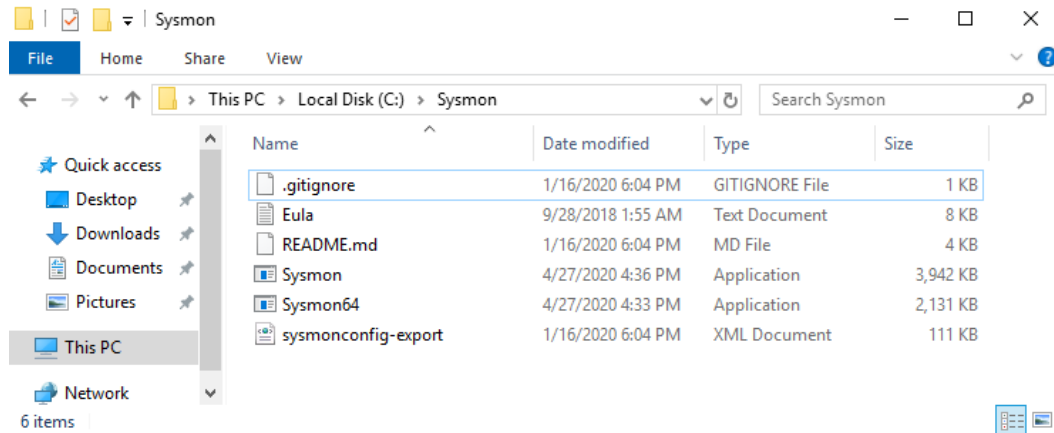 Sysmon
File Home Share View
This PC > Local Disk (C:) > Sysmon Search Sysmon
Name Date modified Type Size
Quick access
Desktop
Downloads
Documents
Pictures
This PC
Network
.gitignore 1/16/2020 6:04 PM GITIGNORE File 1 KB
Eula 9/28/2018 1:55 AM Text Document 8 KB
README.md 1/16/2020 6:04 PM MD File 4 KB
Sysmon 4/27/2020 4:36 PM Application 3,942 KB
Sysmon64 4/27/2020 4:33 PM Application 2,131 KB
sysmonconfig-export 1/16/2020 6:04 PM XML Document 111 KB
6 items